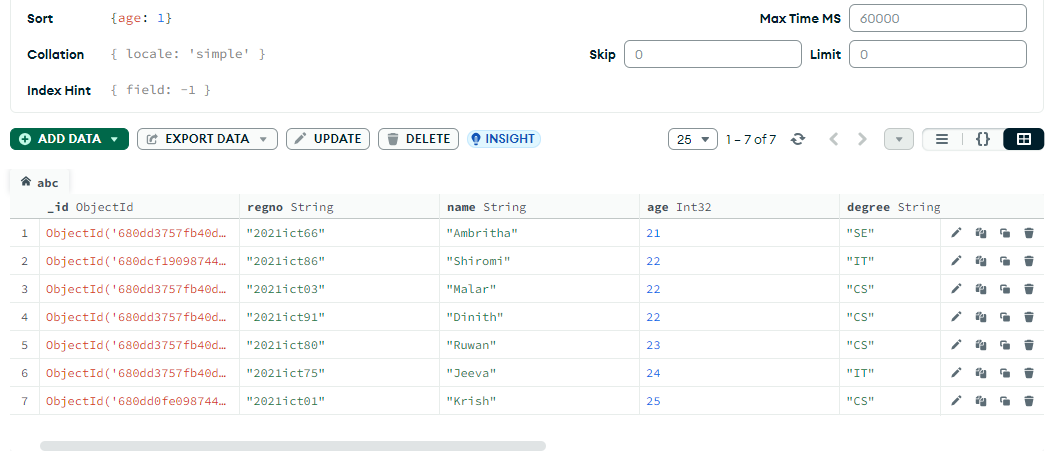 Sort {age: 1} Max Time MS 60000
Collation { locale: 'simple' } Skip 0 Limit 0
Index Hint { field: -1 }
ADD DATA EXPORT DATA UPDATE DELETE INSIGHT 25 1 – 7 of 7 {}
abc
_id ObjectId regno String name String age Int32 degree String
1 ObjectId('680dd3757fb40d… "2021ict66" "Ambritha" 21 "SE"
2 ObjectId('680dcf19098744… "2021ict86" "Shiromi" 22 "IT"
3 ObjectId('680dd3757fb40d… "2021ict03" "Malar" 22 "CS"
4 ObjectId('680dd3757fb40d… "2021ict91" "Dinith" 22 "CS"
5 ObjectId('680dd3757fb40d… "2021ict80" "Ruwan" 23 "CS"
6 ObjectId('680dd3757fb40d… "2021ict75" "Jeeva" 24 "IT"
7 ObjectId('680dd0fe098744… "2021ict01" "Krish" 25 "CS"